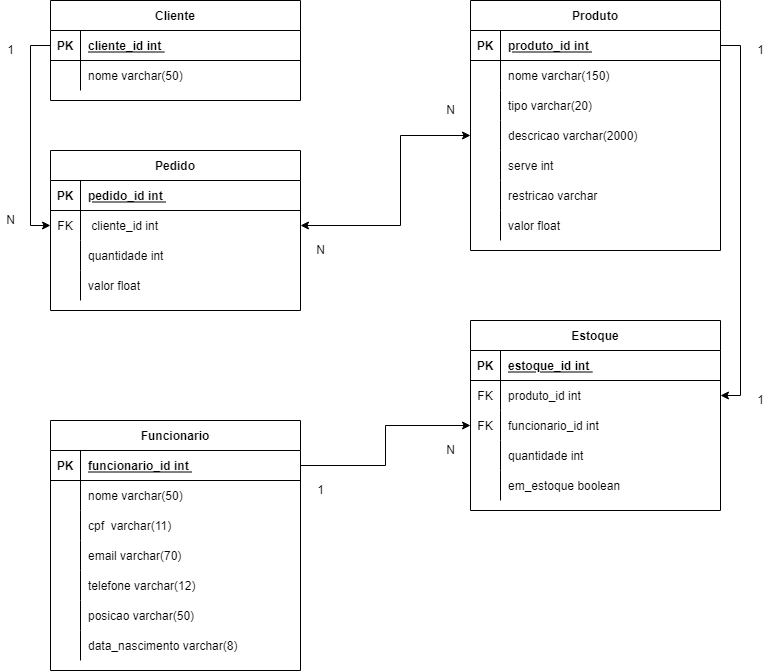 Cliente
PK cliente_id int
nome varchar(50)
1
N
Pedido
PK pedido_id int
FK cliente_id int
quantidade int
valor float
N
N
Produto
PK produto_id int
nome varchar(150)
tipo varchar(20)
descricao varchar(2000)
serve int
restricao varchar
valor float
1
1
Estoque
PK estoque_id int
FK produto_id int
FK funcionario_id int
quantidade int
em_estoque boolean
N
1
Funcionario
PK funcionario_id int
nome varchar(50)
cpf varchar(11)
email varchar(70)
telefone varchar(12)
posicao varchar(50)
data_nascimento varchar(8)